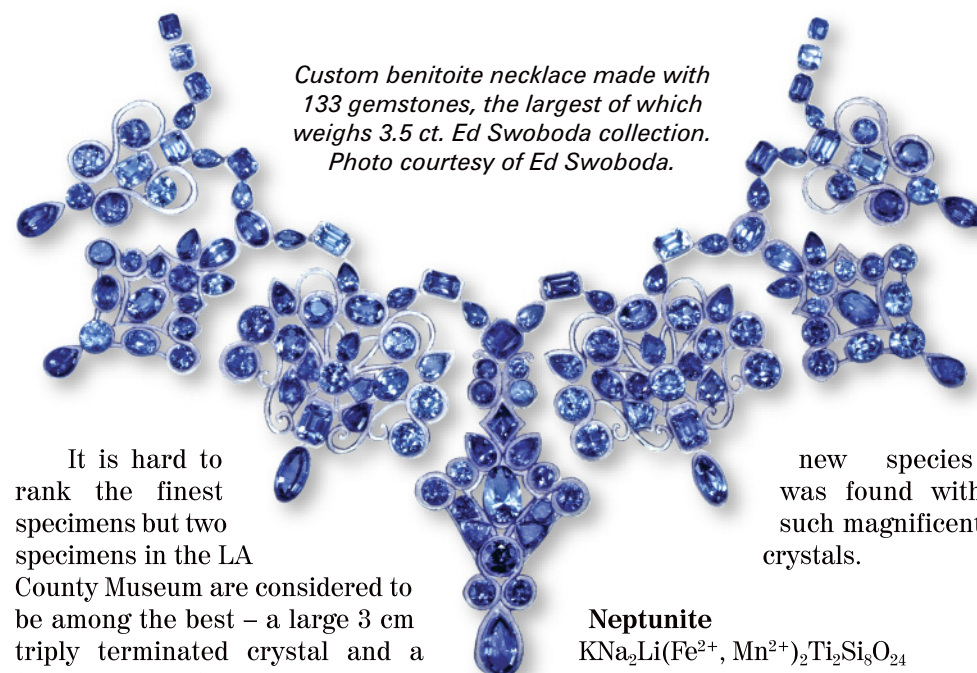 Custom benitoite necklace made with
133 gemstones, the largest of which
weighs 3.5 ct. Ed Swoboda collection.
Photo courtesy of Ed Swoboda.
It is hard to
rank the finest
specimens but two
specimens in the LA
County Museum are considered to
be among the best – a large 3 cm
triply terminated crystal and a
new species
was found with
such magnificent
crystals.
Neptunite
KNa₂Li(Fe²⁺, Mn²⁺)₂Ti₂Si₈O₂₄